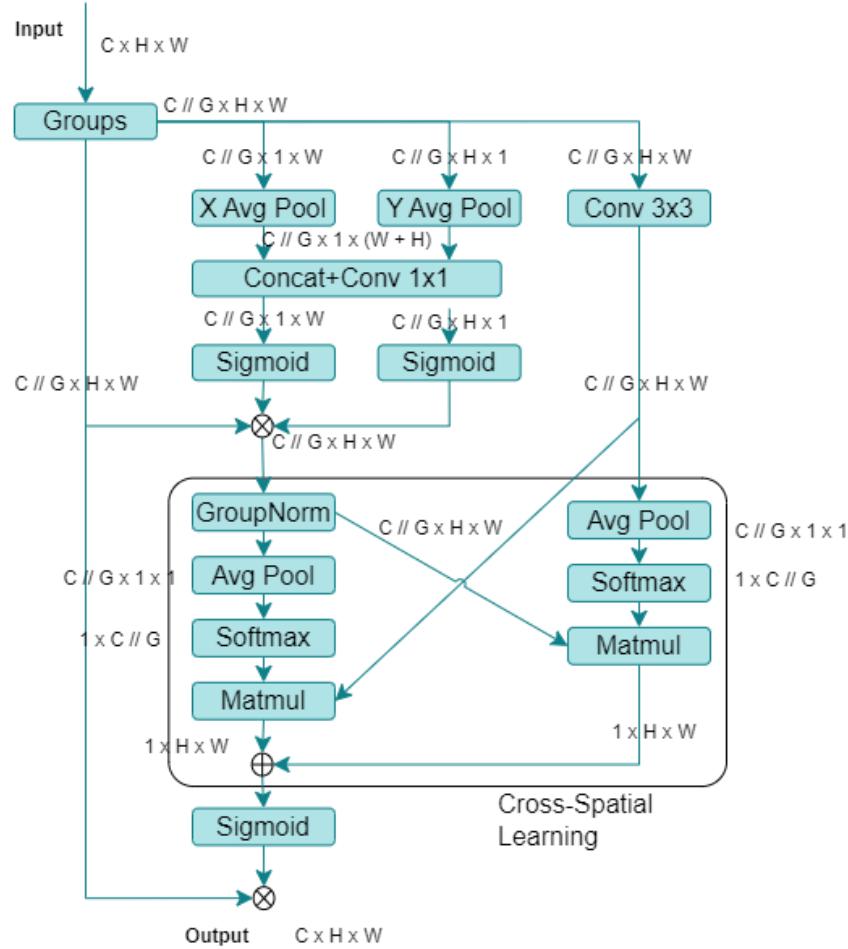 Input
C x H x W
C // G x H x W
Groups
C // G x 1 x W
C // G x H x 1
C // G x H x W
X Avg Pool
Y Avg Pool
Conv 3x3
C // G x 1 x (W + H)
Concat+Conv 1x1
C // G x 1 x W
C // G x H x 1
Sigmoid
Sigmoid
C // G x H x W
C // G x H x W
C // G x H x W
GroupNorm
C // G x H x W
Avg Pool
C // G x 1 x 1
C // G x 1 x 1
Avg Pool
Softmax
1 x C // G
1 x C // G
Softmax
Matmul
Matmul
1 x H x W
1 x H x W
Cross-Spatial
Learning
Sigmoid
Output
C x H x W